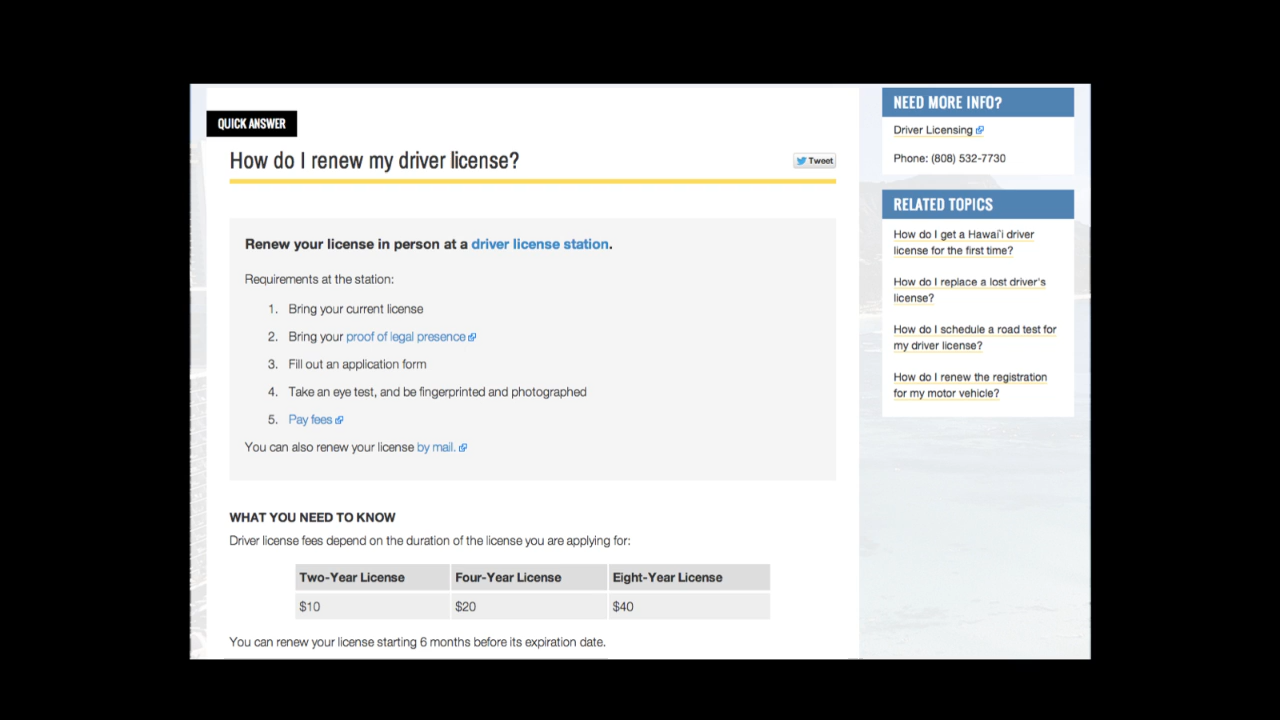 QUICK ANSWER
How do I renew my driver license?
Tweet
Renew your license in person at a driver license station.
Requirements at the station:
1. Bring your current license
2. Bring your proof of legal presence
3. Fill out an application form
4. Take an eye test, and be fingerprinted and photographed
5. Pay fees
You can also renew your license by mail.
WHAT YOU NEED TO KNOW
Driver license fees depend on the duration of the license you are applying for:
Two-Year License Four-Year License Eight-Year License
$10 $20 $40
You can renew your license starting 6 months before its expiration date.
NEED MORE INFO?
Driver Licensing
Phone: (808) 532-7730
RELATED TOPICS
How do I get a Hawai'i driver
license for the first time?
How do I replace a lost driver's
license?
How do I schedule a road test for
my driver license?
How do I renew the registration
for my motor vehicle?